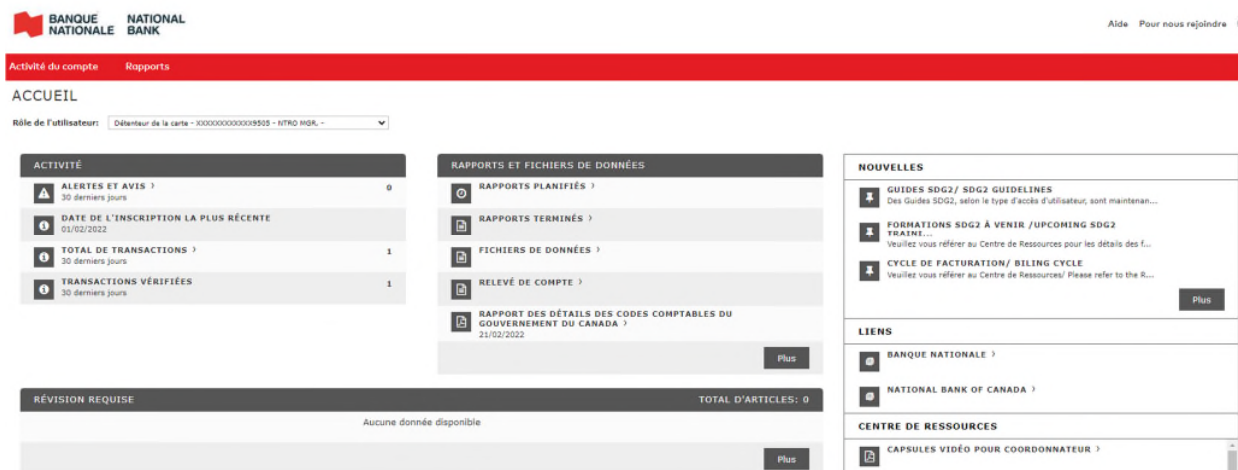 BANQUE NATIONALE
NATIONAL BANK
Aide Pour nous rejoindre
Activité du compte Rapports
ACCUEIL
Rôle de l'utilisateur: Détenteur de la carte - XXXXXXXXXXXX9505 - NTRO MGR, -
ACTIVITÉ
ALERTES ET AVIS > 0
30 derniers jours
DATE DE L'INSCRIPTION LA PLUS RÉCENTE
01/02/2022
TOTAL DE TRANSACTIONS > 1
30 derniers jours
TRANSACTIONS VÉRIFIÉES 1
30 derniers jours
RAPPORTS ET FICHIERS DE DONNÉES
RAPPORTS PLANIFIÉS >
RAPPORTS TERMINÉS >
FICHIERS DE DONNÉES >
RELEVÉ DE COMPTE >
RAPPORT DES DÉTAILS DES CODES COMPTABLES DU
GOUVERNEMENT DU CANADA >
21/02/2022
Plus
RÉVISION REQUISE TOTAL D'ARTICLES: 0
Aucune donnée disponible
Plus
NOUVELLES
GUIDES SDG2/ SDG2 GUIDELINES
Des Guides SDG2, selon le type d'accès d'utilisateur, sont maintenan...
FORMATIONS SDG2 À VENIR /UPCOMING SDG2
TRAINI...
Veuillez vous référer au Centre de Ressources pour les détails des f...
CYCLE DE FACTURATION/ BILING CYCLE
Veuillez vous référer au Centre de Ressources/ Please refer to the R...
Plus
LIENS
BANQUE NATIONALE >
NATIONAL BANK OF CANADA >
CENTRE DE RESSOURCES
CAPSULES VIDÉO POUR COORDONNATEUR >